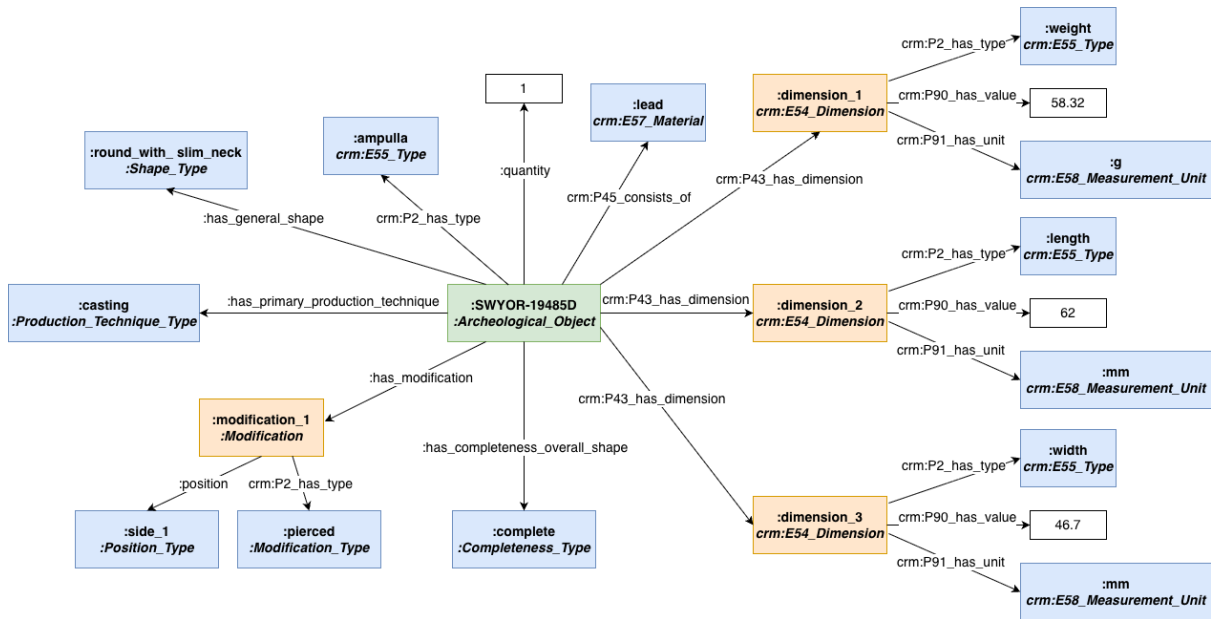 :weight
crm:E55_Type
crm:P2_has_type
:dimension_1
crm:E54_Dimension
crm:P90_has_value
58.32
crm:P91_has_unit
:g
crm:E58_Measurement_Unit
1
:lead
crm:E57_Material
:ampulla
crm:E55_Type
:round_with_ slim_neck
:Shape_Type
:quantity
crm:P45_consists_of
crm:P43_has_dimension
:has_general_shape
crm:P2_has_type
:length
crm:E55_Type
crm:P2_has_type
:casting
:Production_Technique_Type
:has_primary_production_technique
:SWYOR-19485D
:Archeological_Object
crm:P43_has_dimension
:dimension_2
crm:E54_Dimension
crm:P90_has_value
62
crm:P91_has_unit
:mm
crm:E58_Measurement_Unit
:has_modification
crm:P43_has_dimension
:modification_1
:Modification
:has_completeness_overall_shape
:position
crm:P2_has_type
:side_1
:Position_Type
:pierced
:Modification_Type
:complete
:Completeness_Type
:width
crm:E55_Type
crm:P2_has_type
:dimension_3
crm:E54_Dimension
crm:P90_has_value
46.7
crm:P91_has_unit
:mm
crm:E58_Measurement_Unit